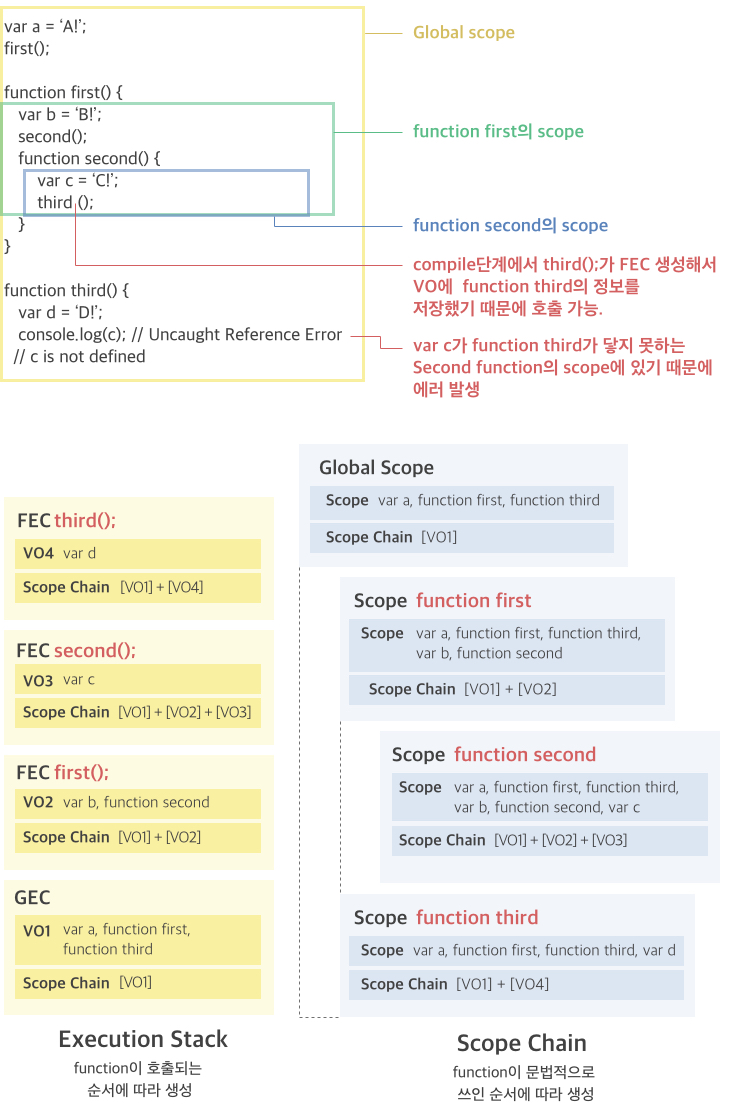 var a = ‘A!’;
first();
function first() {
var b = ‘B!’;
second();
function second() {
var c = ‘C!’;
third ();
}
}
function third() {
var d = ‘D!’;
console.log(c); // Uncaught Reference Error
// c is not defined
Global scope
function first의 scope
function second의 scope
compile단계에서 third();가 FEC 생성해서
VO에 function third의 정보를
저장했기 때문에 호출 가능.
var c가 function third가 닿지 못하는
Second function의 scope에 있기 때문에
에러 발생
FEC third();
VO4 var d
Scope Chain [VO1] + [VO4]
FEC second();
VO3 var c
Scope Chain [VO1] + [VO2] + [VO3]
FEC first();
VO2 var b, function second
Scope Chain [VO1] + [VO2]
GEC
VO1 var a, function first,
function third
Scope Chain [VO1]
Execution Stack
function이 호출되는
순서에 따라 생성
Global Scope
Scope var a, function first, function third
Scope Chain [VO1]
Scope function first
Scope var a, function first, function third,
var b, function second
Scope Chain [VO1] + [VO2]
Scope function second
Scope var a, function first, function third,
var b, function second, var c
Scope Chain [VO1] + [VO2] + [VO3]
Scope function third
Scope var a, function first, function third, var d
Scope Chain [VO1] + [VO4]
Scope Chain
function이 문법적으로
쓰인 순서에 따라 생성